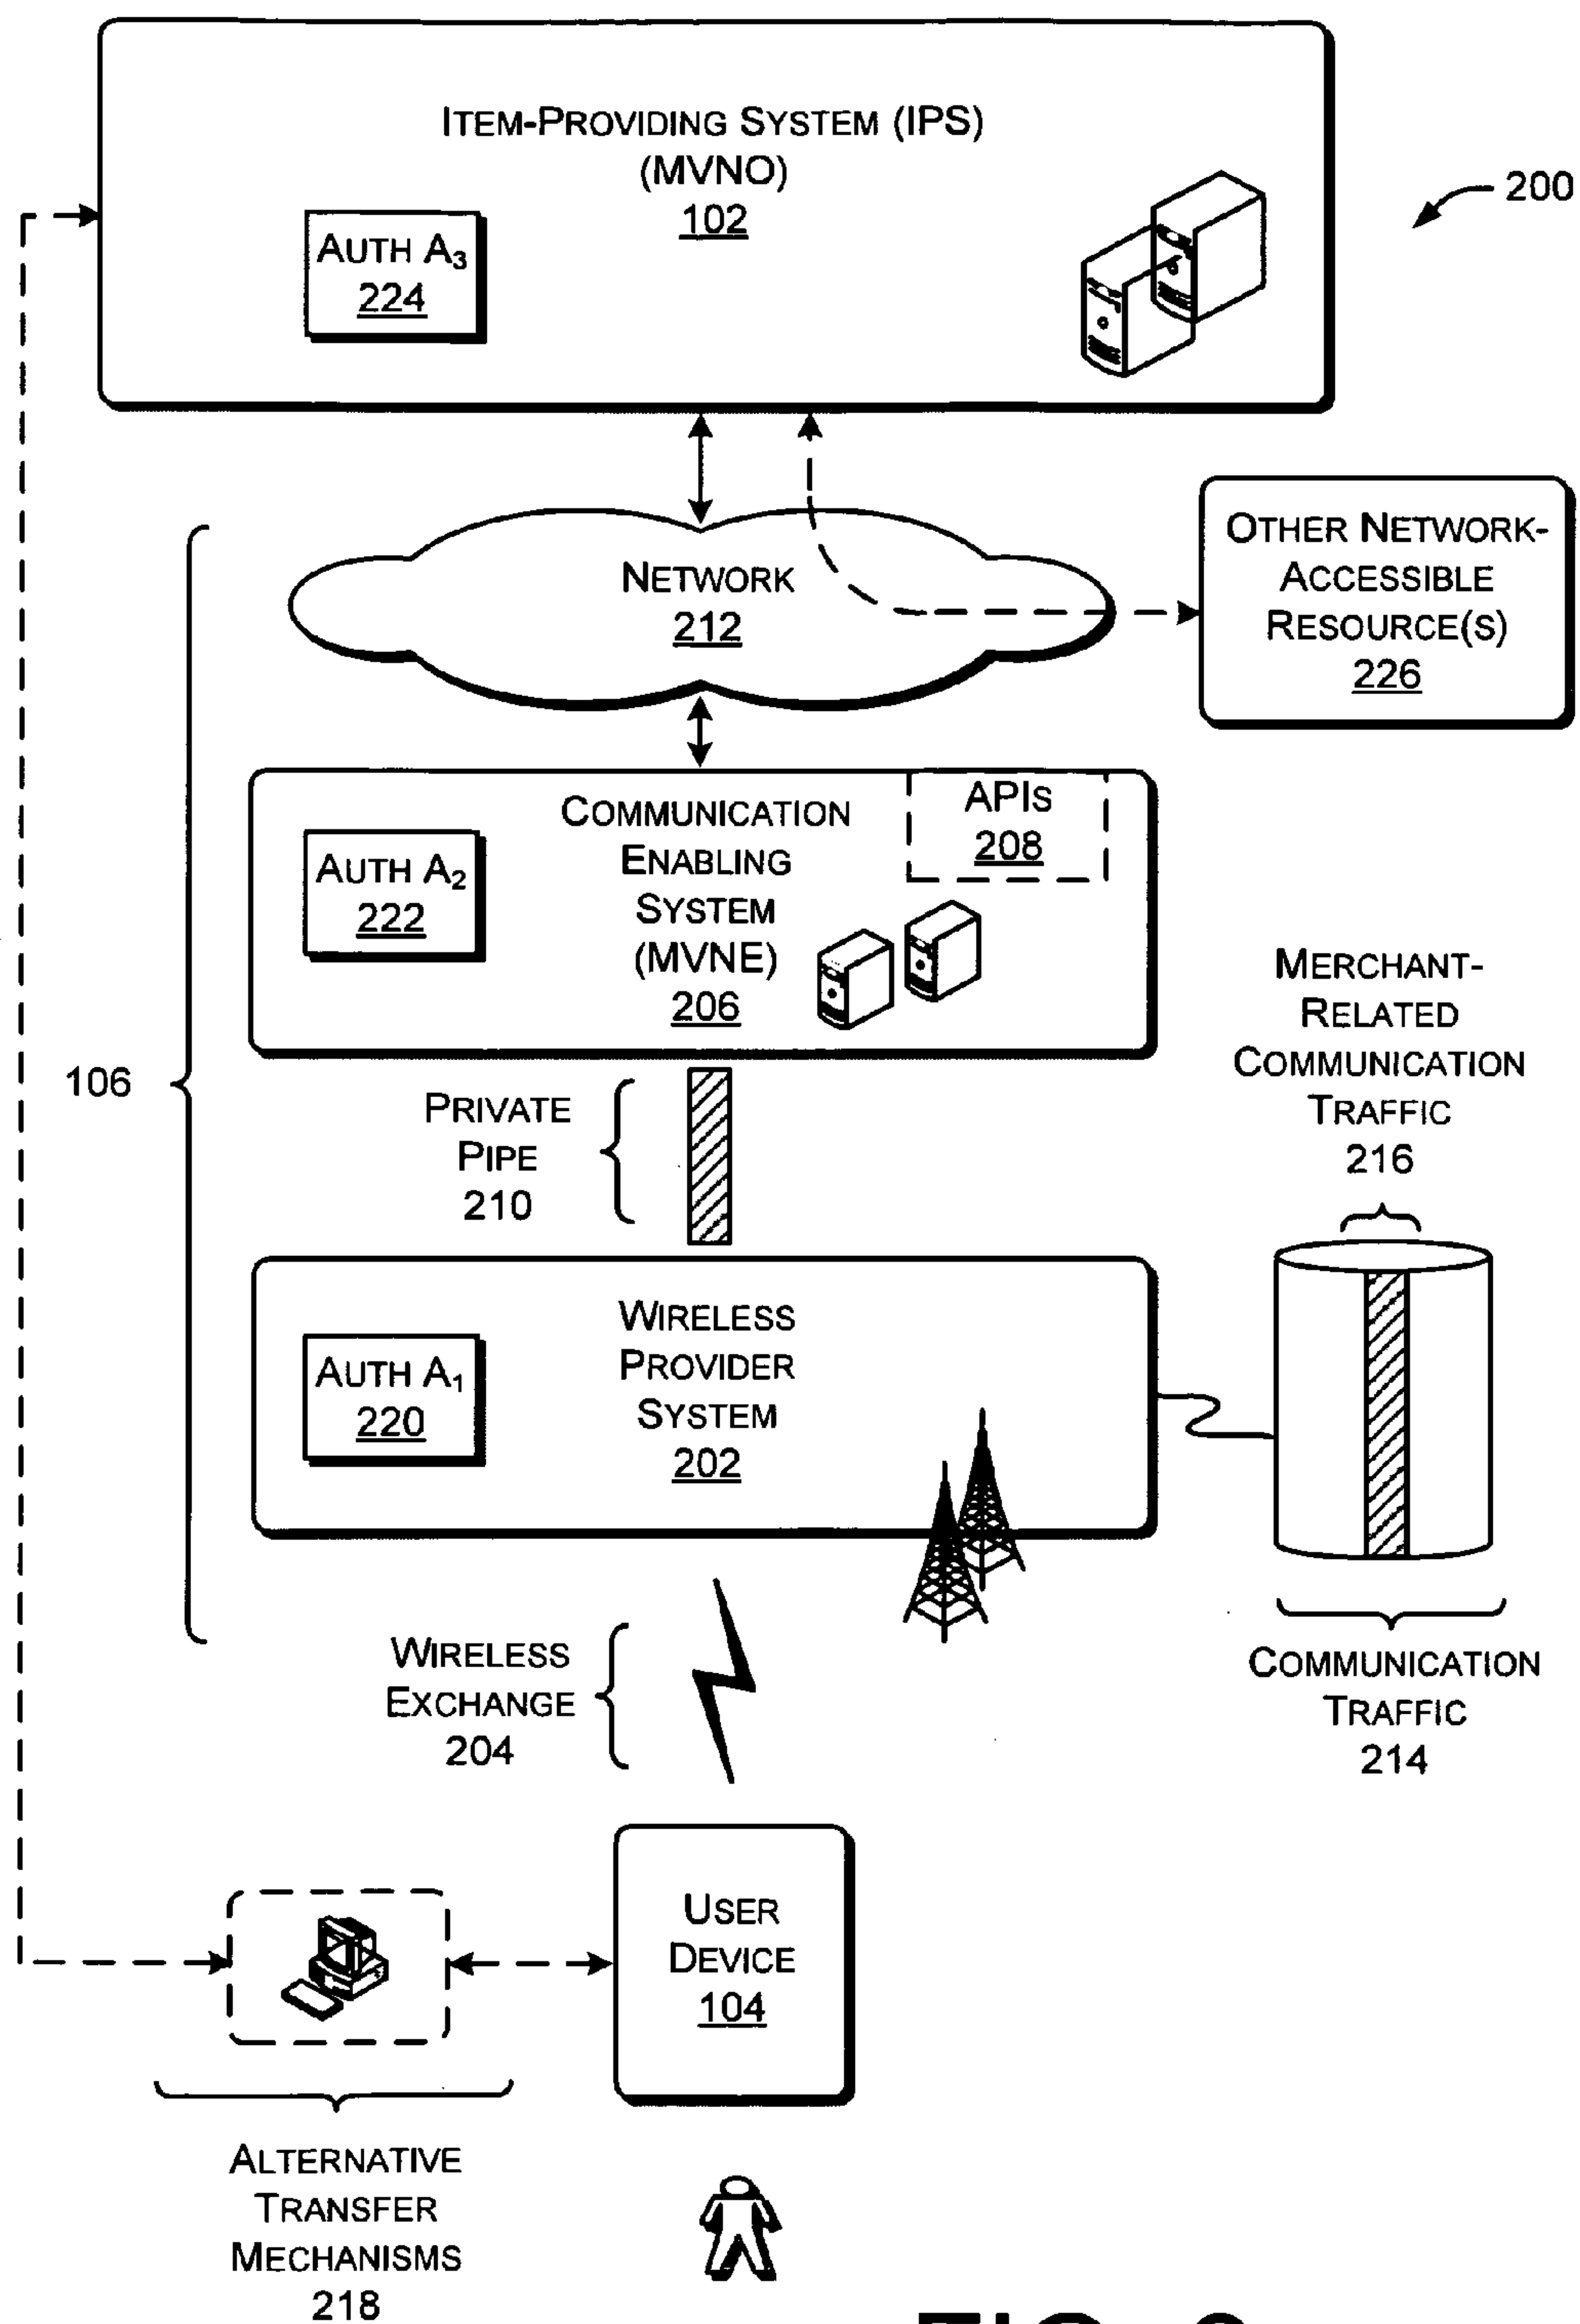 ITEM-PROVIDING SYSTEM (IPS)
(MVNO)
102
200
AUTH A3
224
OTHER NETWORK-
ACCESSIBLE
RESOURCE(S)
226
NETWORK
212
COMMUNICATION
ENABLING
SYSTEM
(MVNE)
206
APIS
208
AUTH A2
222
106
PRIVATE
PIPE
210
MERCHANT-
RELATED
COMMUNICATION
TRAFFIC
216
WIRELESS
PROVIDER
SYSTEM
202
AUTH A1
220
WIRELESS
EXCHANGE
204
COMMUNICATION
TRAFFIC
214
USER
DEVICE
104
ALTERNATIVE
TRANSFER
MECHANISMS
218